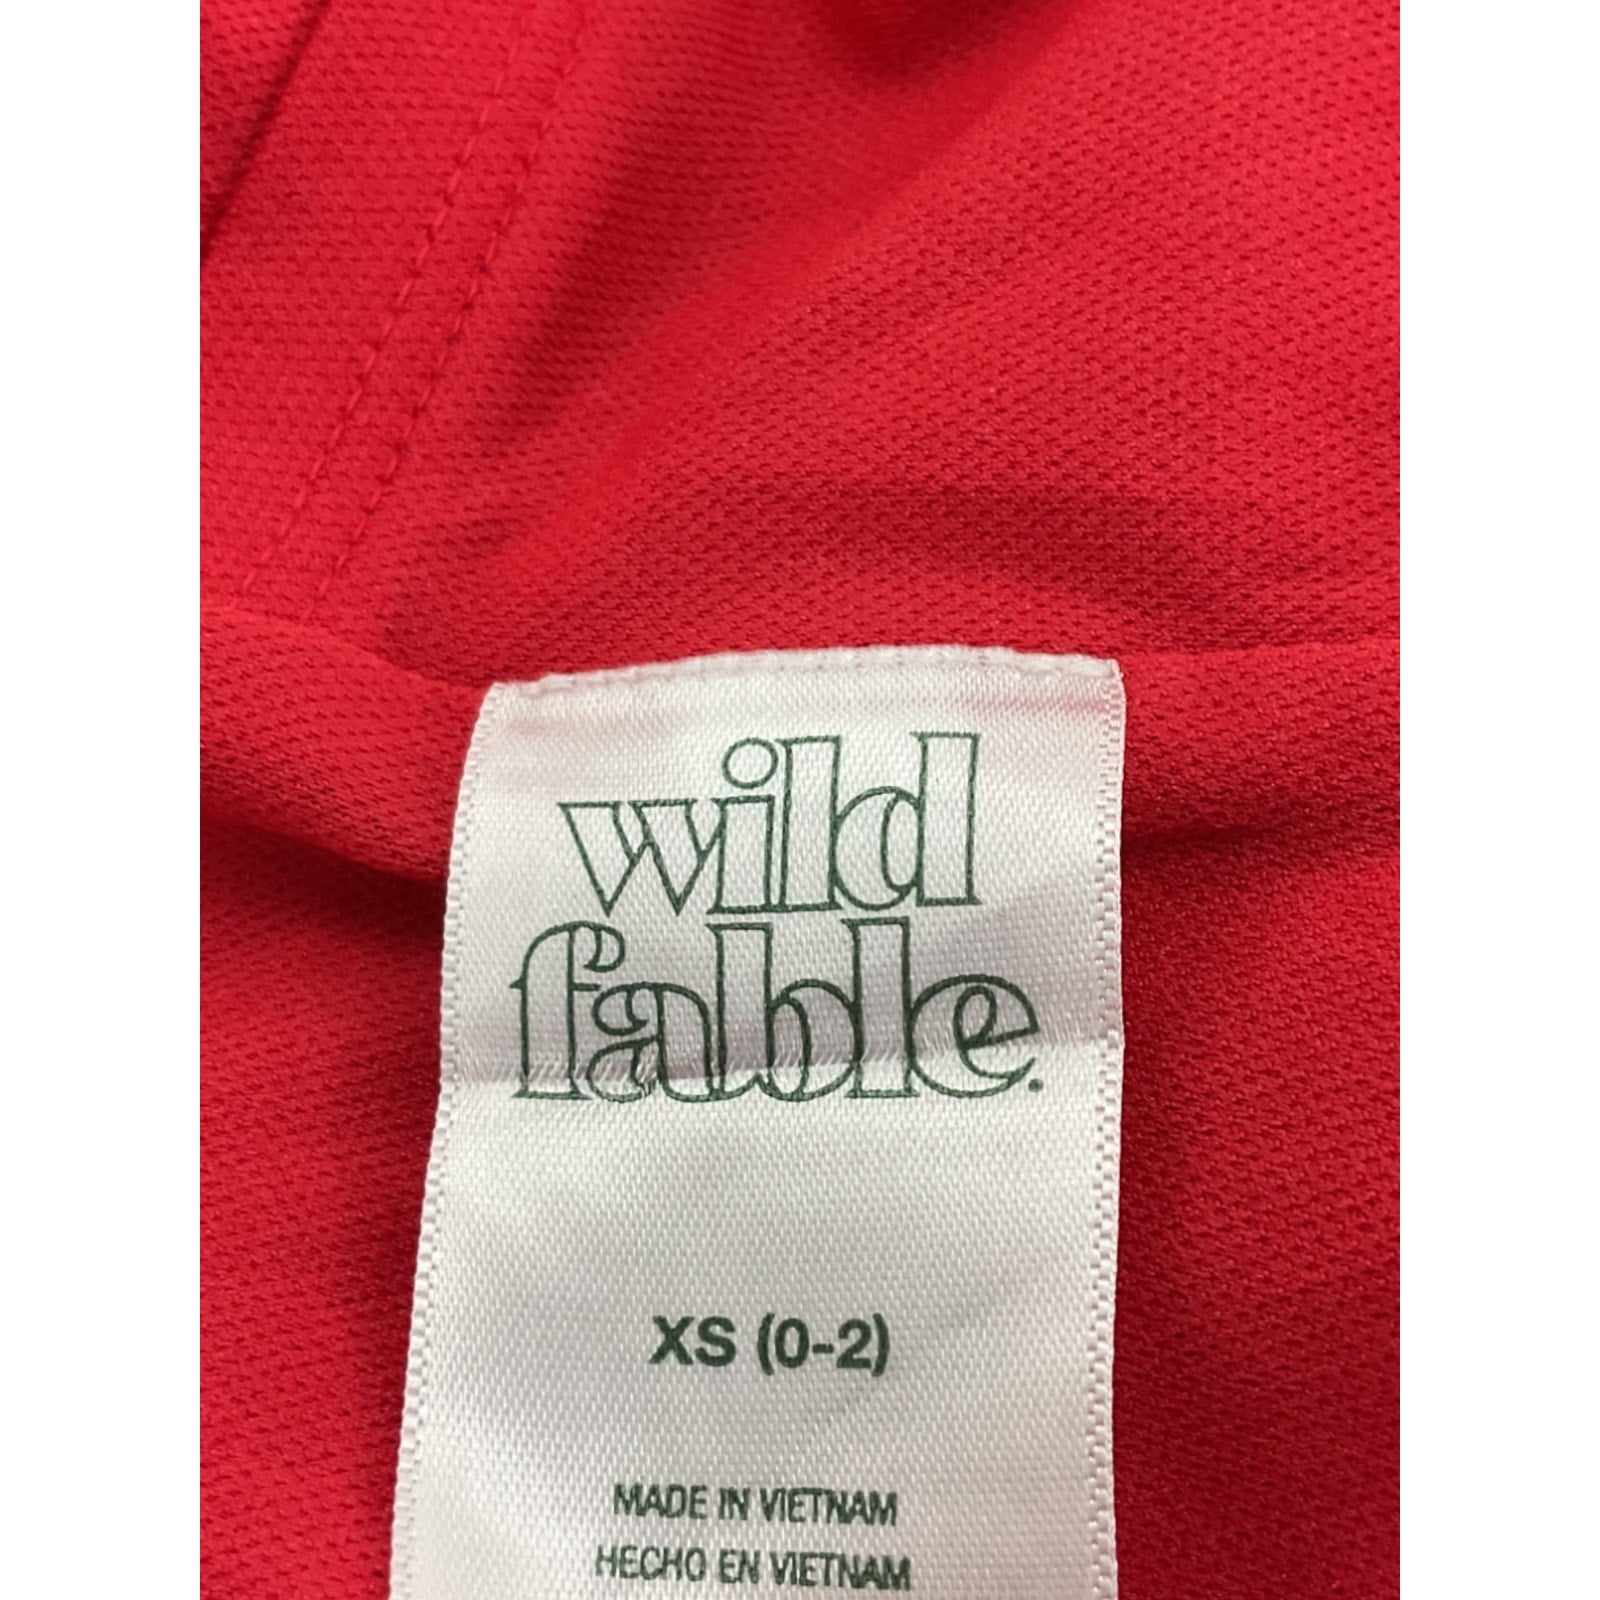 wild
fable.
XS (0-2)
MADE IN VIETNAM
HECHO EN VIETNAM